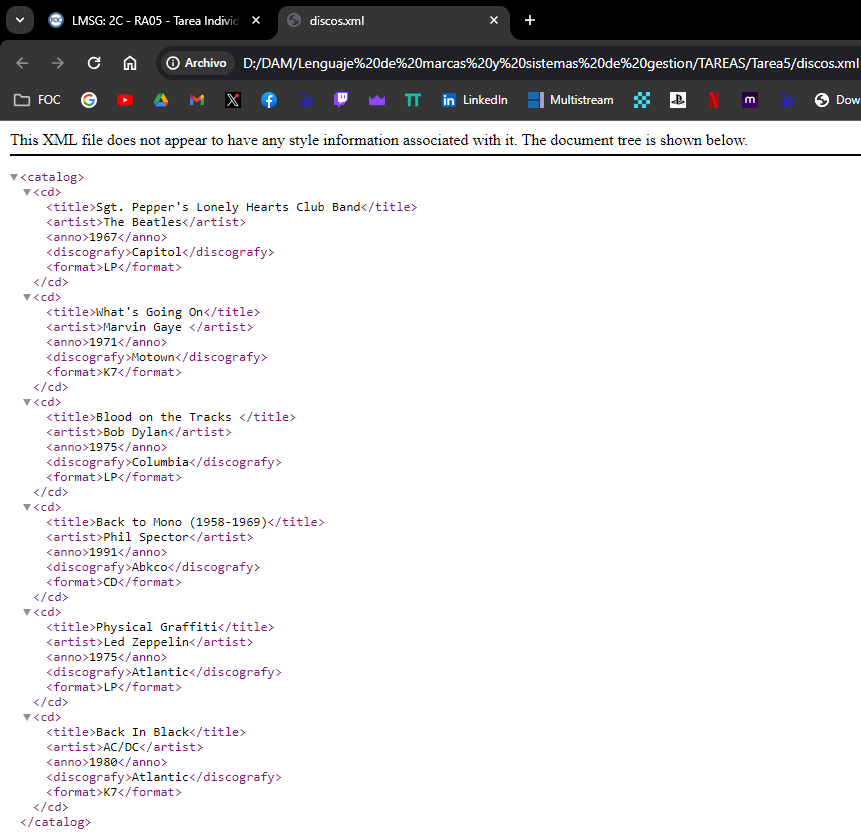 LMSG: 2C - RA05 - Tarea Individ
discos.xml
Archivo
D:/DAM/Lenguaje%20de%20marcas%20y%20sistemas%20de%20gestion/TAREAS/Tarea5/discos.xml
FOC
LinkedIn
Multistream
Dow
This XML file does not appear to have any style information associated with it. The document tree is shown below.
<catalog>
<cd>
<title>Sgt. Pepper's Lonely Hearts Club Band</title>
<artist>The Beatles</artist>
<anno>1967</anno>
<discografy>Capitol</discografy>
<format>LP</format>
</cd>
<cd>
<title>What's Going On</title>
<artist>Marvin Gaye </artist>
<anno>1971</anno>
<discografy>Motown</discografy>
<format>K7</format>
</cd>
<cd>
<title>Blood on the Tracks </title>
<artist>Bob Dylan</artist>
<anno>1975</anno>
<discografy>Columbia</discografy>
<format>LP</format>
</cd>
<cd>
<title>Back to Mono (1958-1969)</title>
<artist>Phil Spector</artist>
<anno>1991</anno>
<discografy>Abkco</discografy>
<format>CD</format>
</cd>
<cd>
<title>Physical Graffiti</title>
<artist>Led Zeppelin</artist>
<anno>1975</anno>
<discografy>Atlantic</discografy>
<format>LP</format>
</cd>
<cd>
<title>Back In Black</title>
<artist>AC/DC</artist>
<anno>1980</anno>
<discografy>Atlantic</discografy>
<format>K7</format>
</cd>
</catalog>